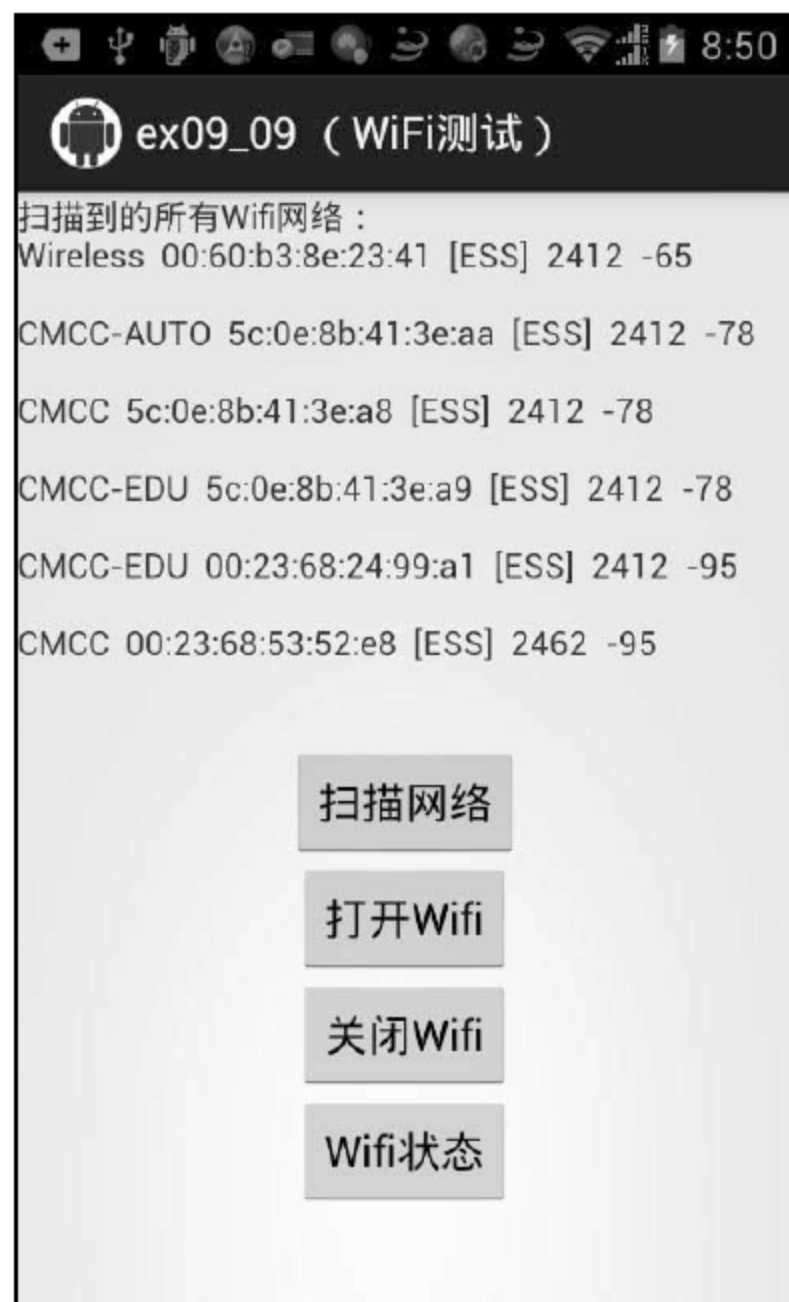 8:50
ex09_09（WiFi测试）
扫描到的所有Wifi网络：
Wireless 00:60:b3:8e:23:41 [ESS] 2412 -65
CMCC-AUTO 5c:0e:8b:41:3e:aa [ESS] 2412 -78
CMCC 5c:0e:8b:41:3e:a8 [ESS] 2412 -78
CMCC-EDU 5c:0e:8b:41:3e:a9 [ESS] 2412 -78
CMCC-EDU 00:23:68:24:99:a1 [ESS] 2412 -95
CMCC 00:23:68:53:52:e8 [ESS] 2462 -95
扫描网络
打开Wifi
关闭Wifi
Wifi状态